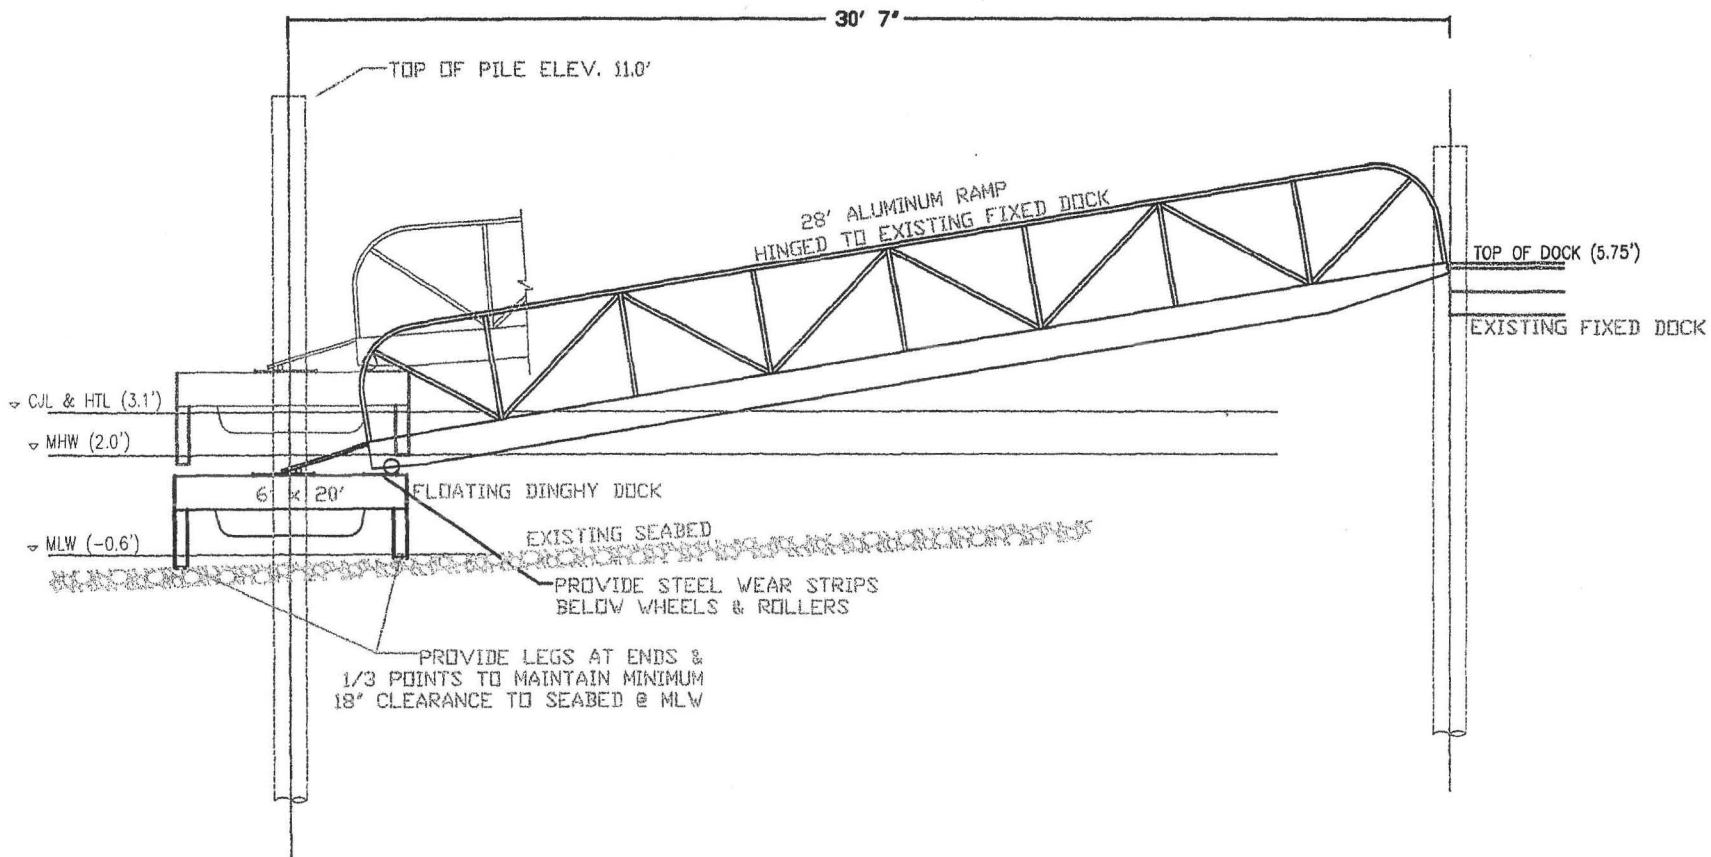 30' 7"
TOP OF PILE ELEV. 11.0'
28' ALUMINUM RAMP
HINGED TO EXISTING FIXED DOCK
TOP OF DOCK (5.75')
EXISTING FIXED DOCK
CJL & HTL (3.1')
MHW (2.0')
6' x 20' FLOATING DINGHY DOCK
EXISTING SEABED
MLW (-0.6')
PROVIDE STEEL WEAR STRIPS
BELOW WHEELS & ROLLERS
PROVIDE LEGS AT ENDS &
1/3 POINTS TO MAINTAIN MINIMUM
18" CLEARANCE TO SEABED @ MLW